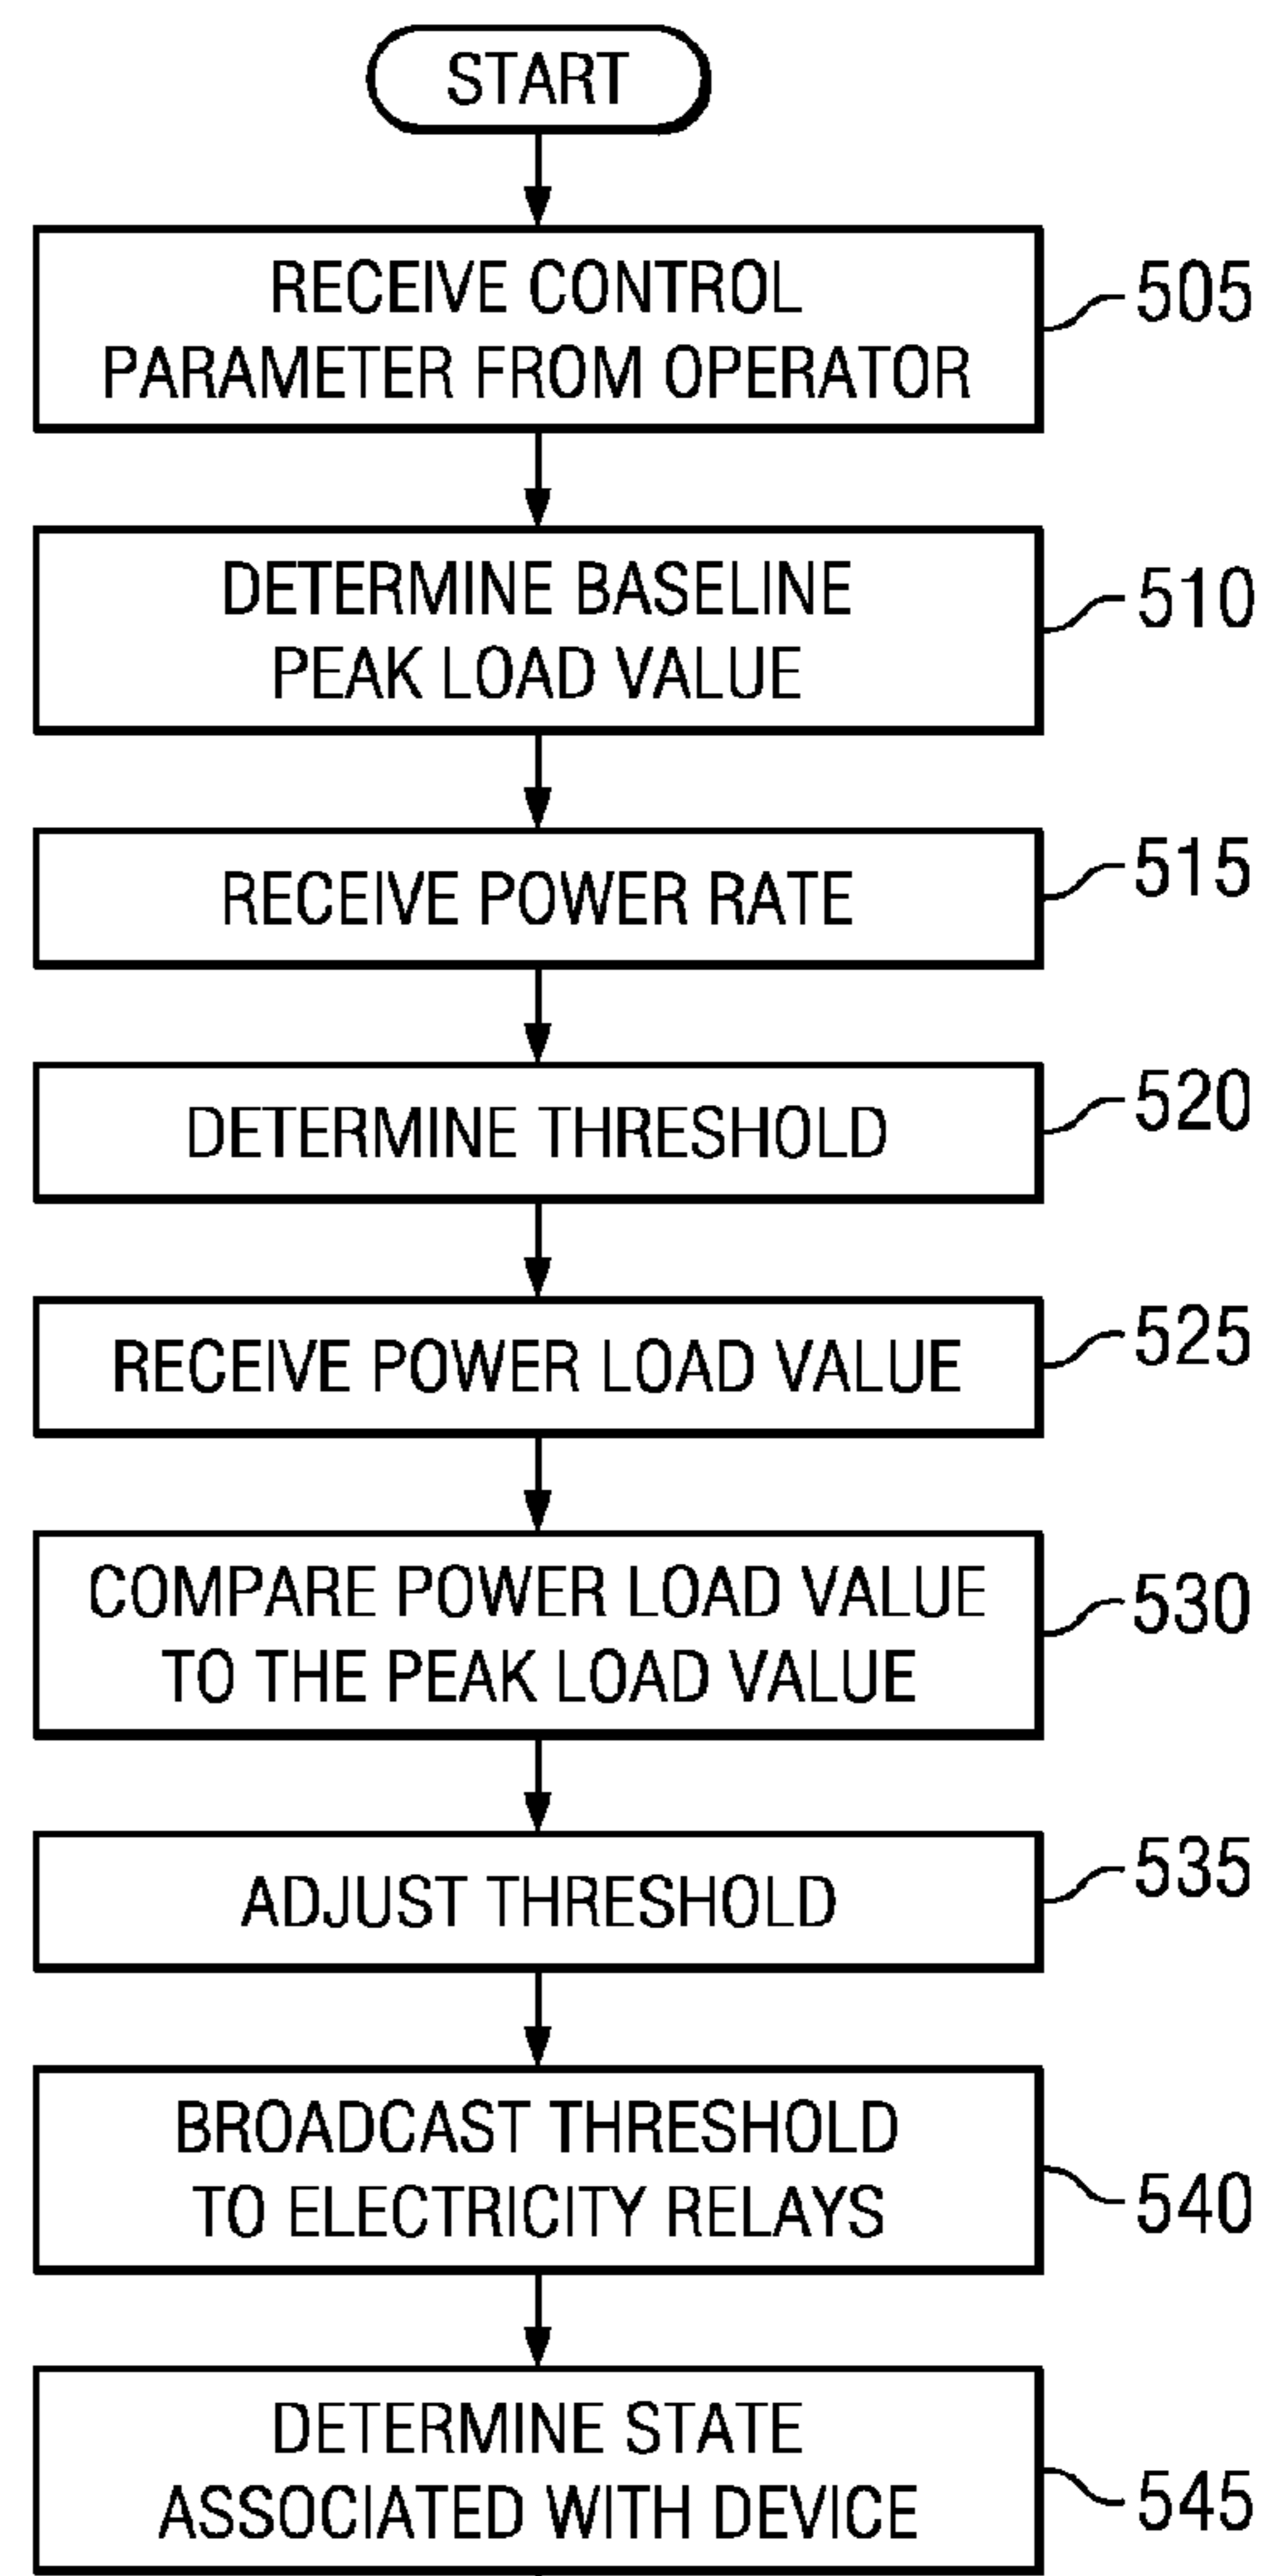 START
RECEIVE CONTROL
PARAMETER FROM OPERATOR
505
DETERMINE BASELINE
PEAK LOAD VALUE
510
RECEIVE POWER RATE
515
DETERMINE THRESHOLD
520
RECEIVE POWER LOAD VALUE
525
COMPARE POWER LOAD VALUE
TO THE PEAK LOAD VALUE
530
ADJUST THRESHOLD
535
BROADCAST THRESHOLD
TO ELECTRICITY RELAYS
540
DETERMINE STATE
ASSOCIATED WITH DEVICE
545